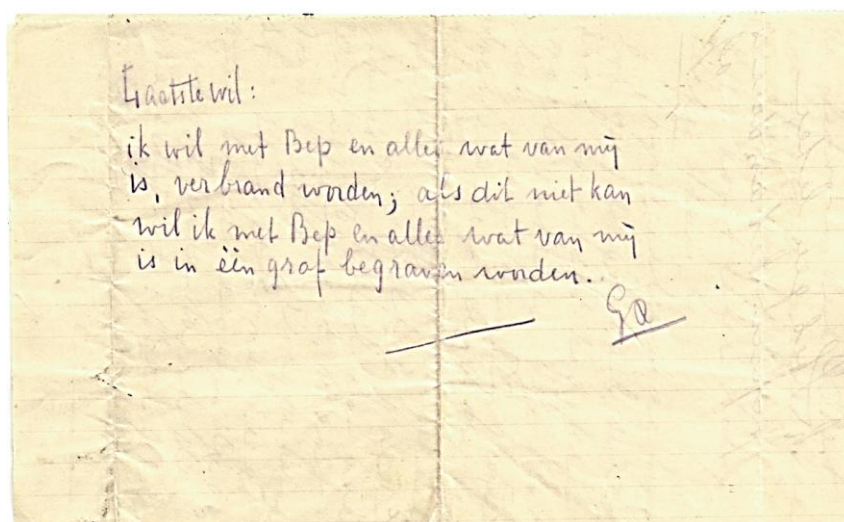 Laatste wil:
ik wil met Bep en alles wat van mij
is, verbrand worden; als dit niet kan
wil ik met Bep en alles wat van mij
is in één graf begraven worden.